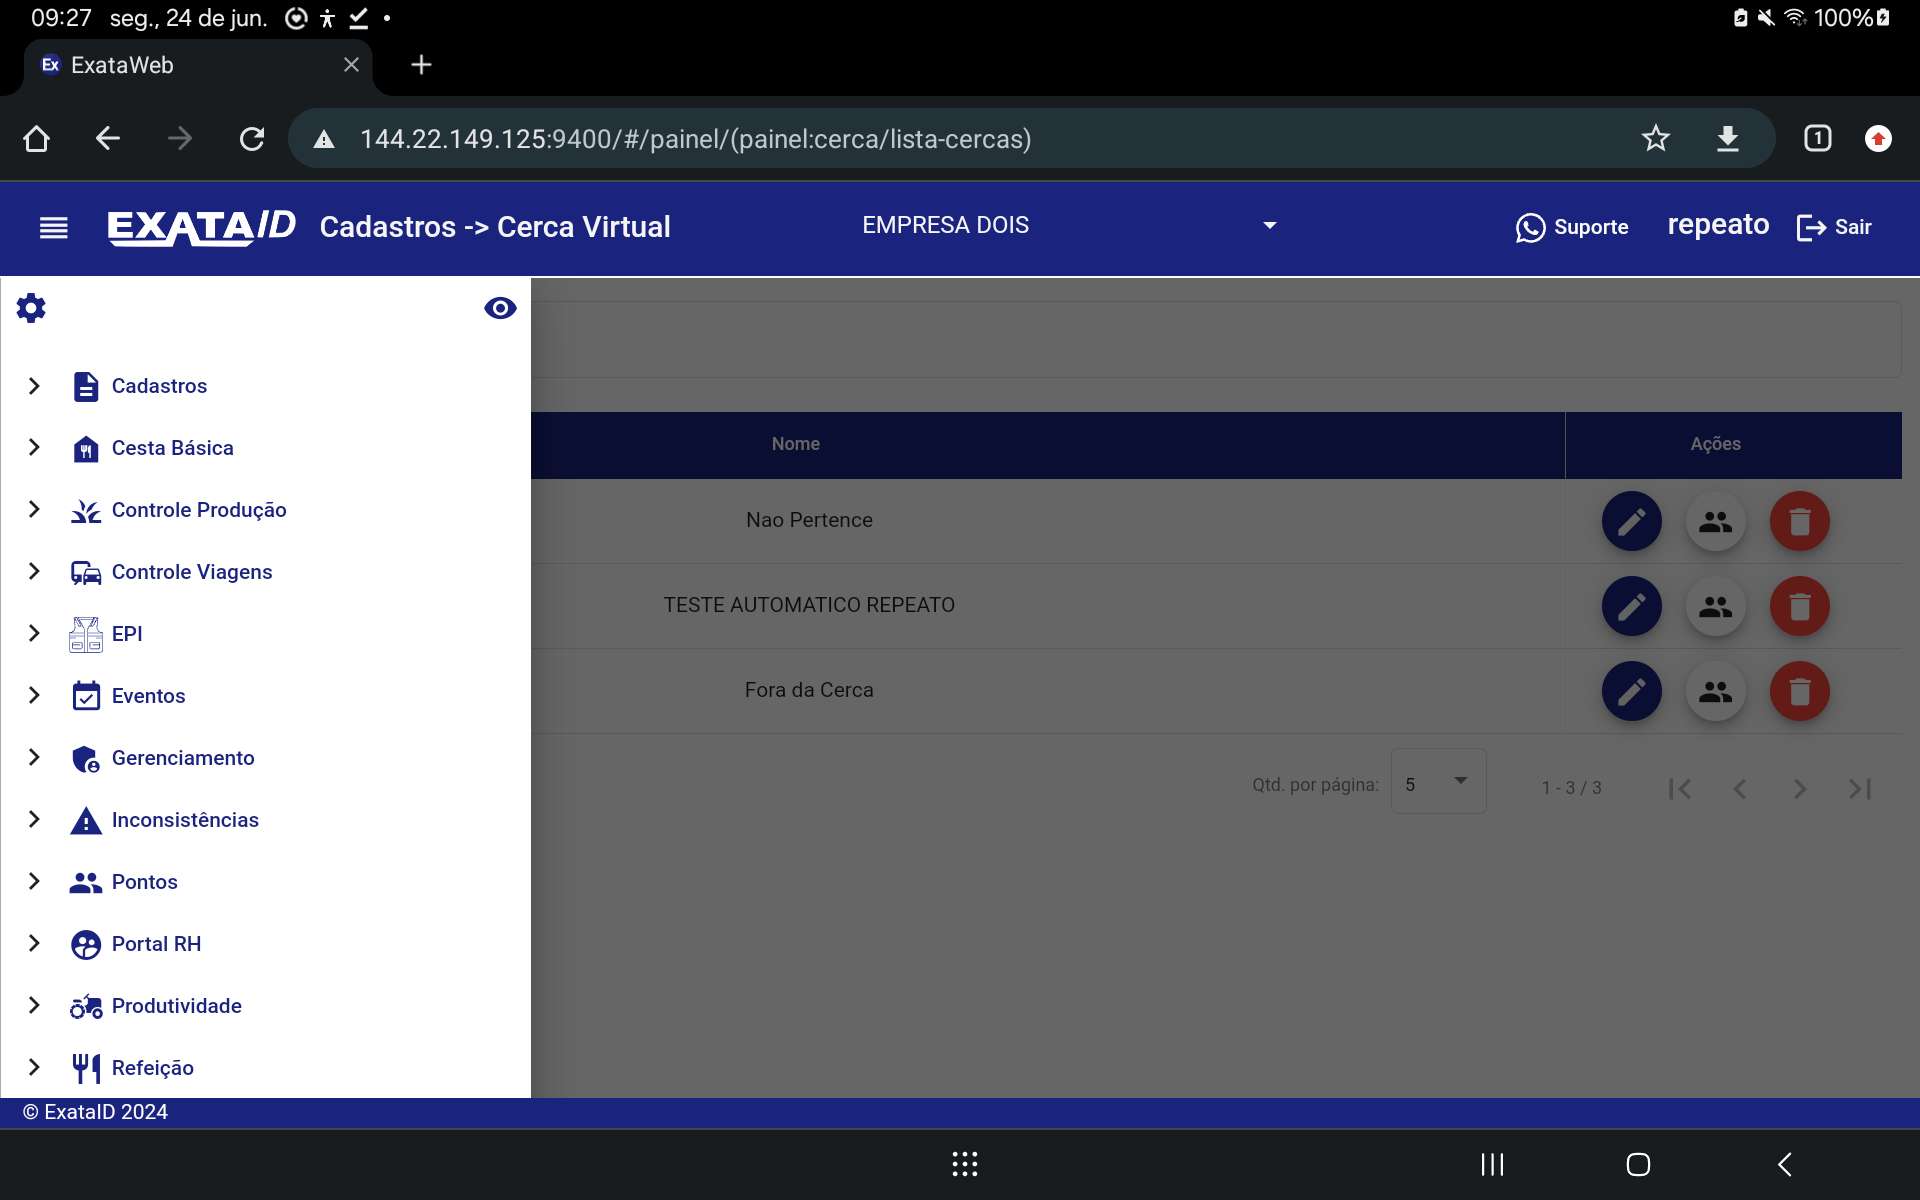 09:27 seg., 24 de jun. 100%
Ex ExataWeb
144.22.149.125:9400/#/painel/(painel:cerca/lista-cercas) 1
EXATAID Cadastros -> Cerca Virtual EMPRESA DOIS Suporte repeato Sair
Cadastros
Cesta Básica
Controle Produção
Controle Viagens
EPI
Eventos
Gerenciamento
Inconsistências
Pontos
Portal RH
Produtividade
Refeição
Nome Ações
Nao Pertence
TESTE AUTOMATICO REPEATO
Fora da Cerca
Qtd. por página: 5 1 - 3 / 3
© ExataID 2024